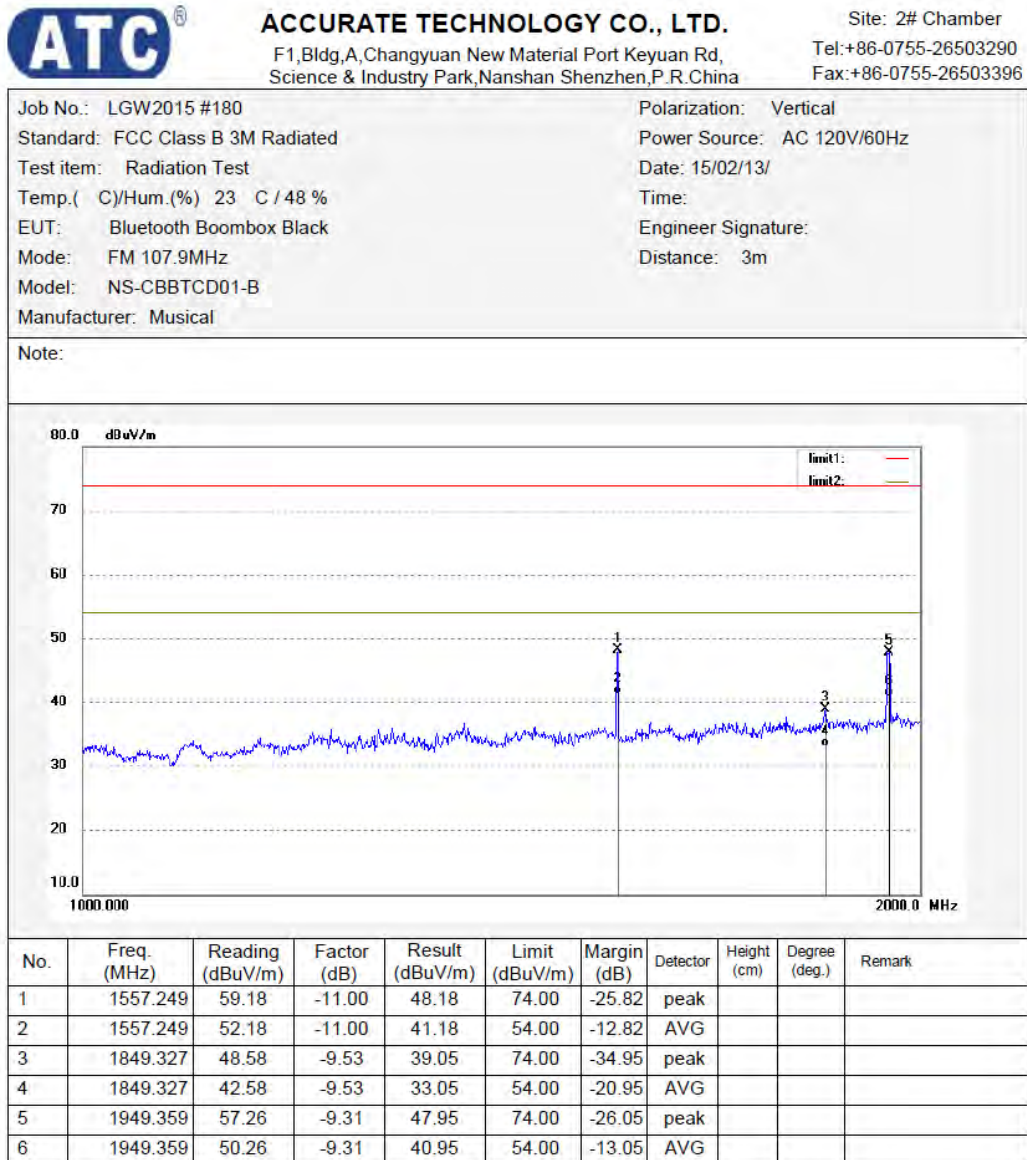 ATC ®
ACCURATE TECHNOLOGY CO., LTD.
F1,Bldg,A,Changyuan New Material Port Keyuan Rd,
Science & Industry Park,Nanshan Shenzhen,P.R.China
Site: 2# Chamber
Tel:+86-0755-26503290
Fax:+86-0755-26503396
Job No.: LGW2015 #180
Standard: FCC Class B 3M Radiated
Test item: Radiation Test
Temp.( C)/Hum.(%) 23 C / 48 %
EUT: Bluetooth Boombox Black
Mode: FM 107.9MHz
Model: NS-CBBTCD01-B
Manufacturer: Musical
Polarization: Vertical
Power Source: AC 120V/60Hz
Date: 15/02/13/
Time:
Engineer Signature:
Distance: 3m
Note:
80.0 dBuV/m
limit1:
limit2:
70
60
50
40
30
20
10.0
1 2 3 4 5 6
1000.000 2000.0 MHz
No. Freq. (MHz) Reading (dBuV/m) Factor (dB) Result (dBuV/m) Limit (dBuV/m) Margin (dB) Detector Height (cm) Degree (deg.) Remark
1 1557.249 59.18 -11.00 48.18 74.00 -25.82 peak
2 1557.249 52.18 -11.00 41.18 54.00 -12.82 AVG
3 1849.327 48.58 -9.53 39.05 74.00 -34.95 peak
4 1849.327 42.58 -9.53 33.05 54.00 -20.95 AVG
5 1949.359 57.26 -9.31 47.95 74.00 -26.05 peak
6 1949.359 50.26 -9.31 40.95 54.00 -13.05 AVG